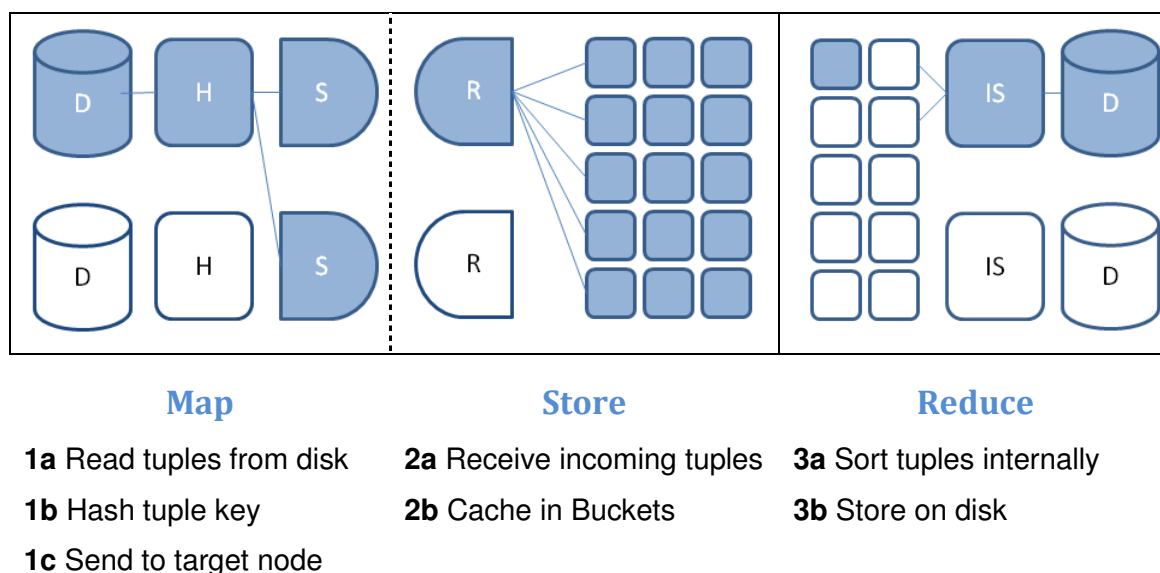 D H S R IS D
D H S R IS D
Map Store Reduce
1a Read tuples from disk 2a Receive incoming tuples 3a Sort tuples internally
1b Hash tuple key 2b Cache in Buckets 3b Store on disk
1c Send to target node